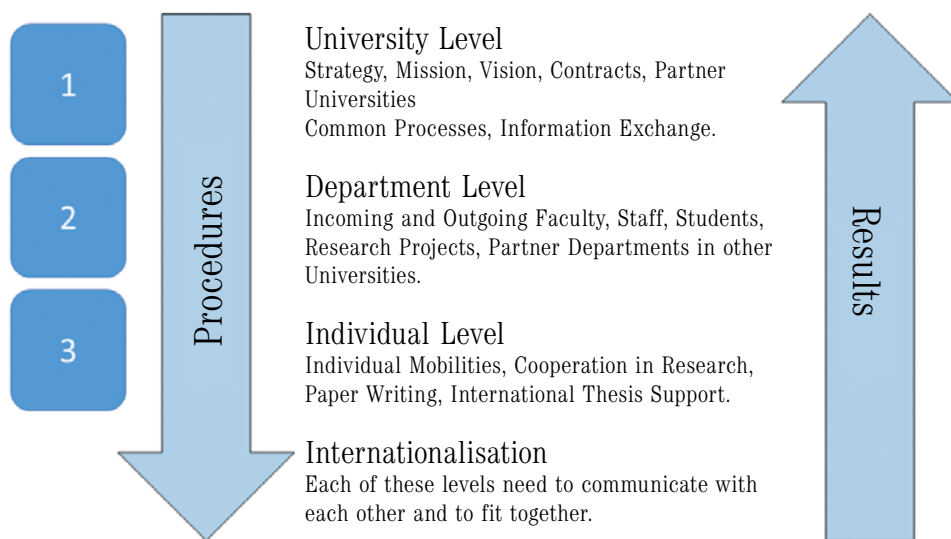 1
University Level
Strategy, Mission, Vision, Contracts, Partner
Universities
Common Processes, Information Exchange.
2
Department Level
Incoming and Outgoing Faculty, Staff, Students,
Research Projects, Partner Departments in other
Universities.
3
Individual Level
Individual Mobilities, Cooperation in Research,
Paper Writing, International Thesis Support.
Internationalisation
Each of these levels need to communicate with
each other and to fit together.
Procedures
Results